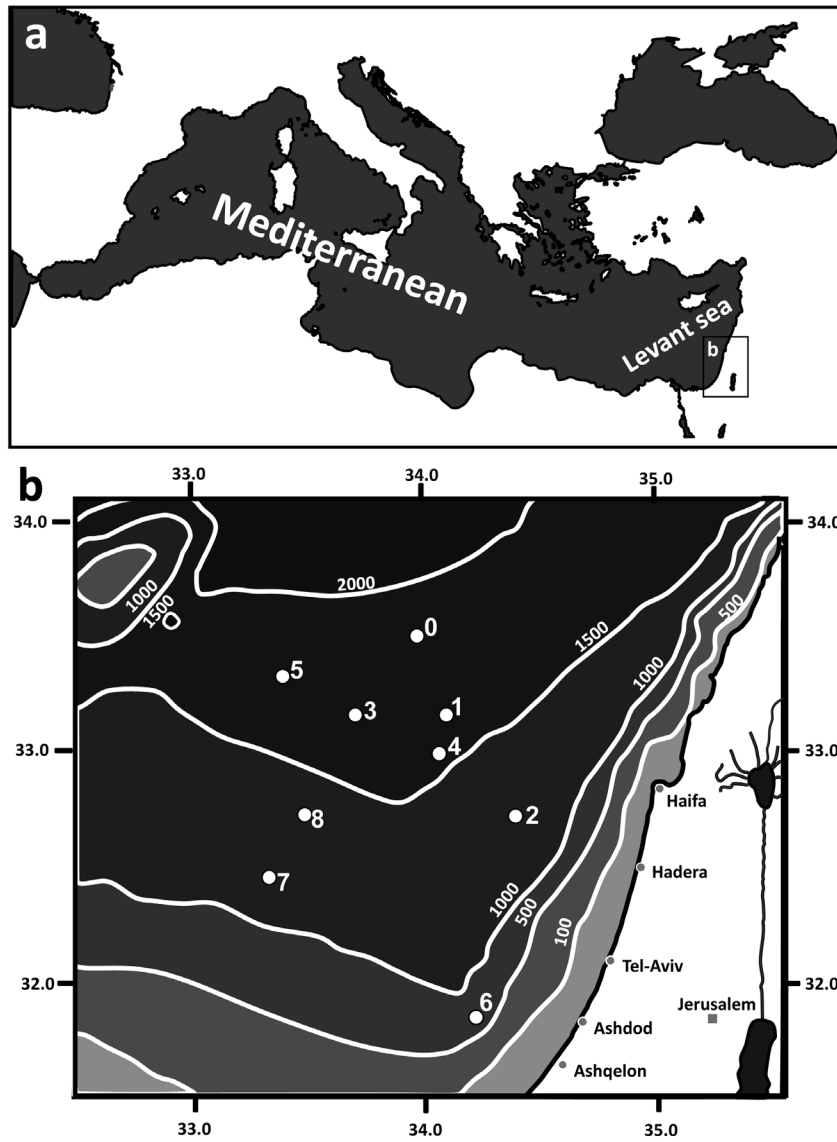 a
Mediterranean
Levant sea
b
b
33.0 34.0 35.0
34.0 34.0
2000
1000
1500
0
1500
500
5
1000
3 1
33.0 4 33.0
Haifa
8 2
Hadera
7
1000
500
100
Tel-Aviv
32.0 32.0
6
Jerusalem
Ashdod
Ashqelon
33.0 34.0 35.0